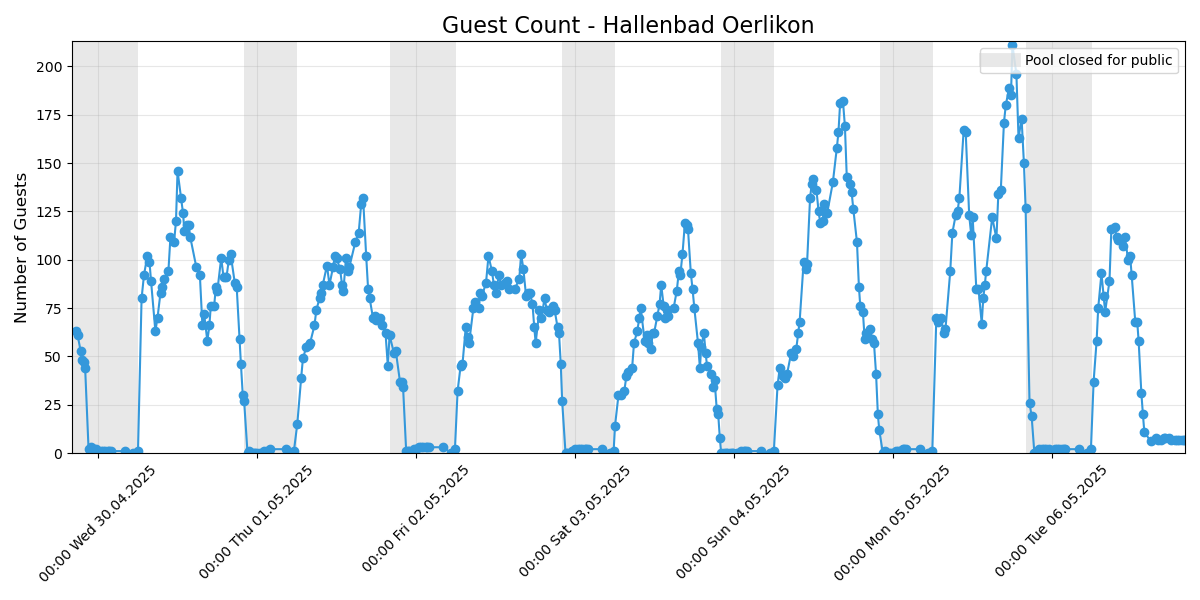 Guest Count - Hallenbad Oerlikon
Pool closed for public
Number of Guests
200
175
150
125
100
75
50
25
0
00:00 Wed 30.04.2025
00:00 Thu 01.05.2025
00:00 Fri 02.05.2025
00:00 Sat 03.05.2025
00:00 Sun 04.05.2025
00:00 Mon 05.05.2025
00:00 Tue 06.05.2025